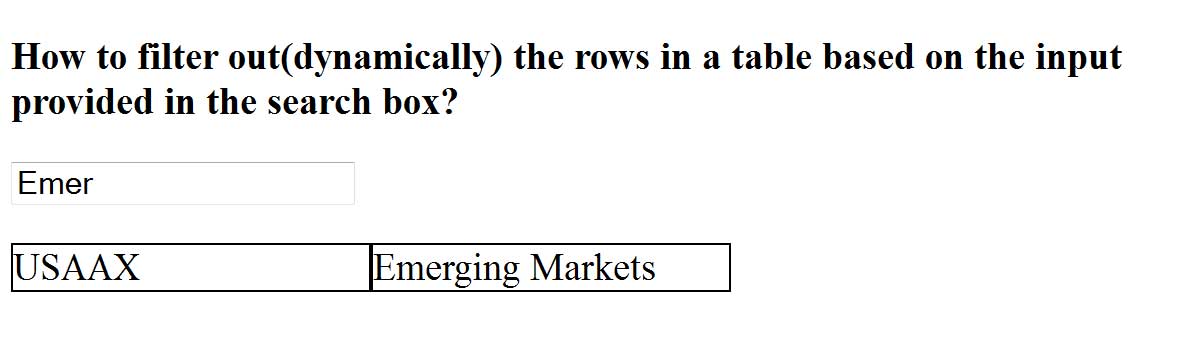 How to filter out(dynamically) the rows in a table based on the input
provided in the search box?
Emer
USAAX Emerging Markets